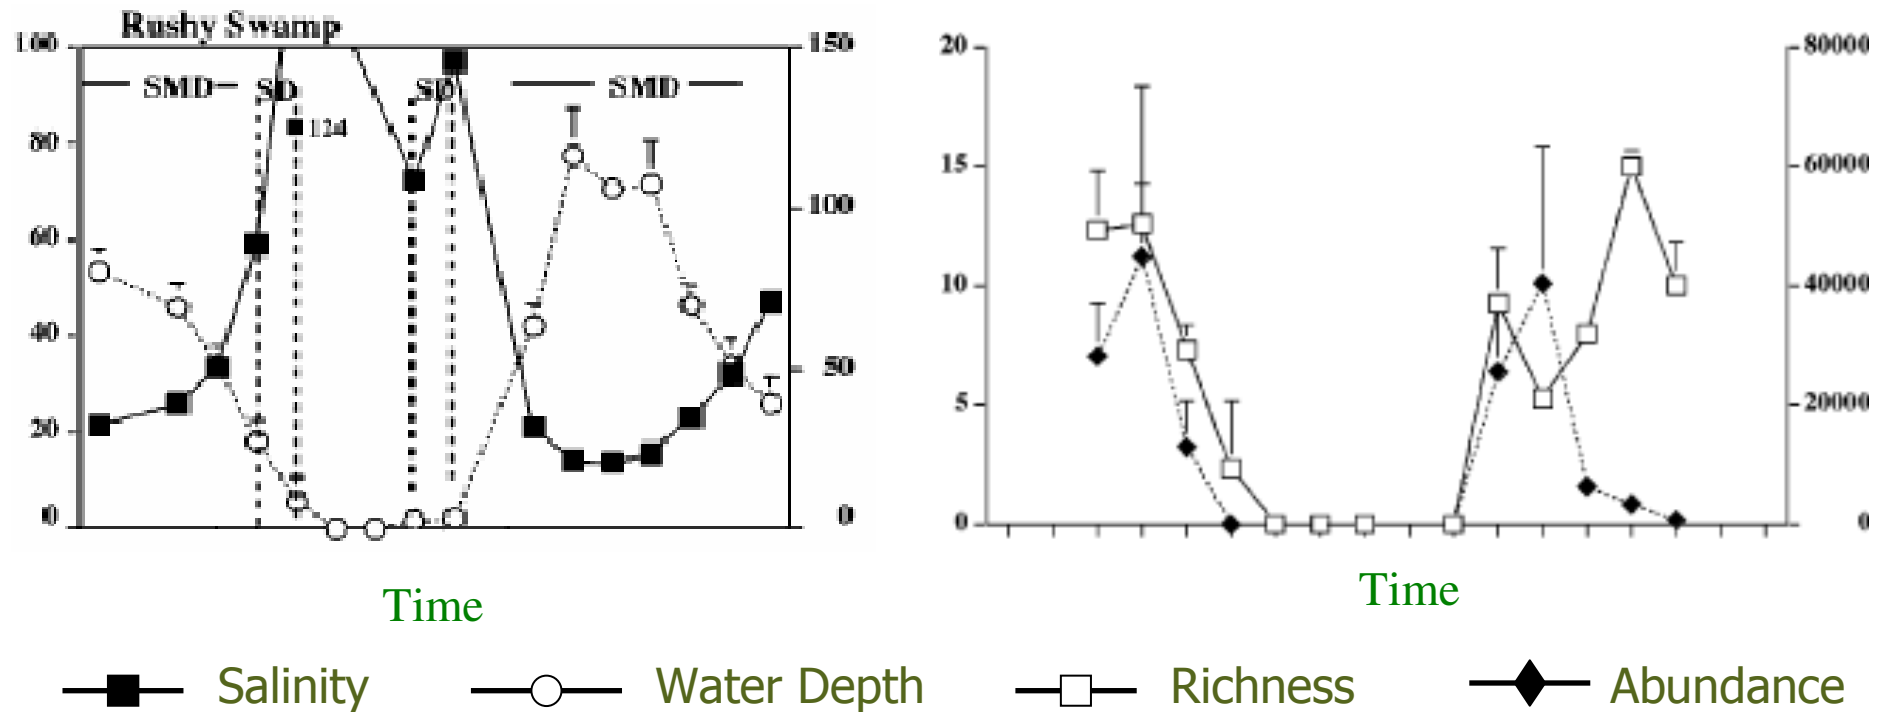 Rushy Swamp
100 150 20 80000
SMD SD SD SMD
124
80 15 60000
100
60 10 40000
40 50
20 5 20000
0 0 0 0
Time Time
Salinity Water Depth Richness Abundance